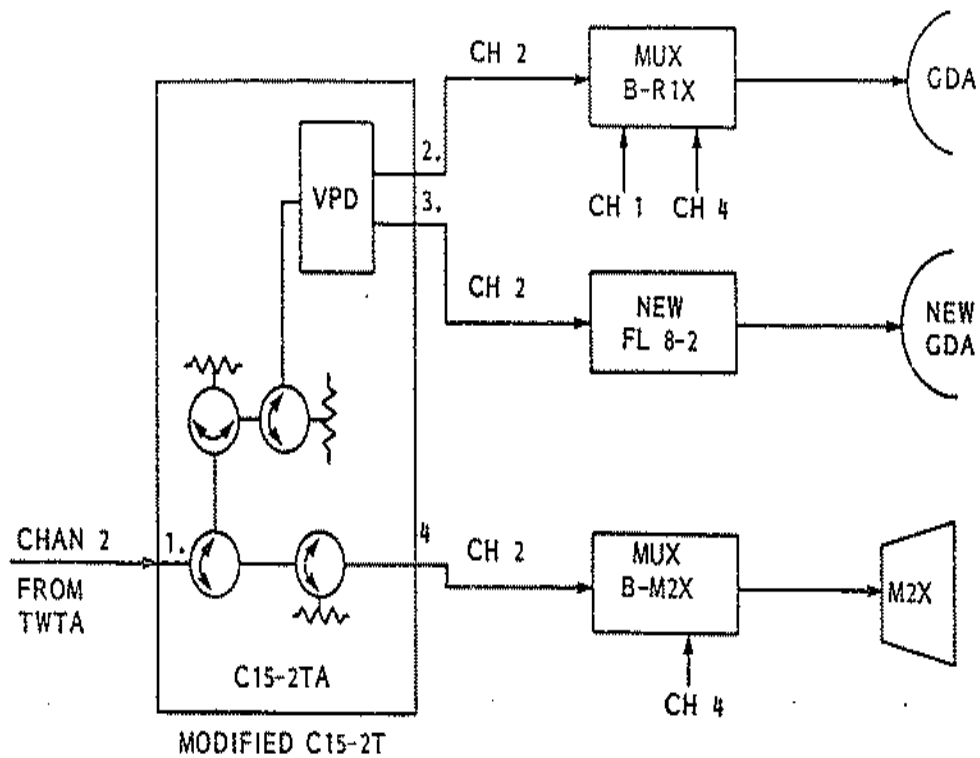 CH 2
MUX
B-R1X
GDA
2.
VPD
3.
CH 1
CH 4
CH 2
NEW
FL 8-2
NEW
GDA
CHAN 2
1.
FROM
TWTA
4
CH 2
MUX
B-M2X
M2X
C15-2TA
CH 4
MODIFIED C15-2T